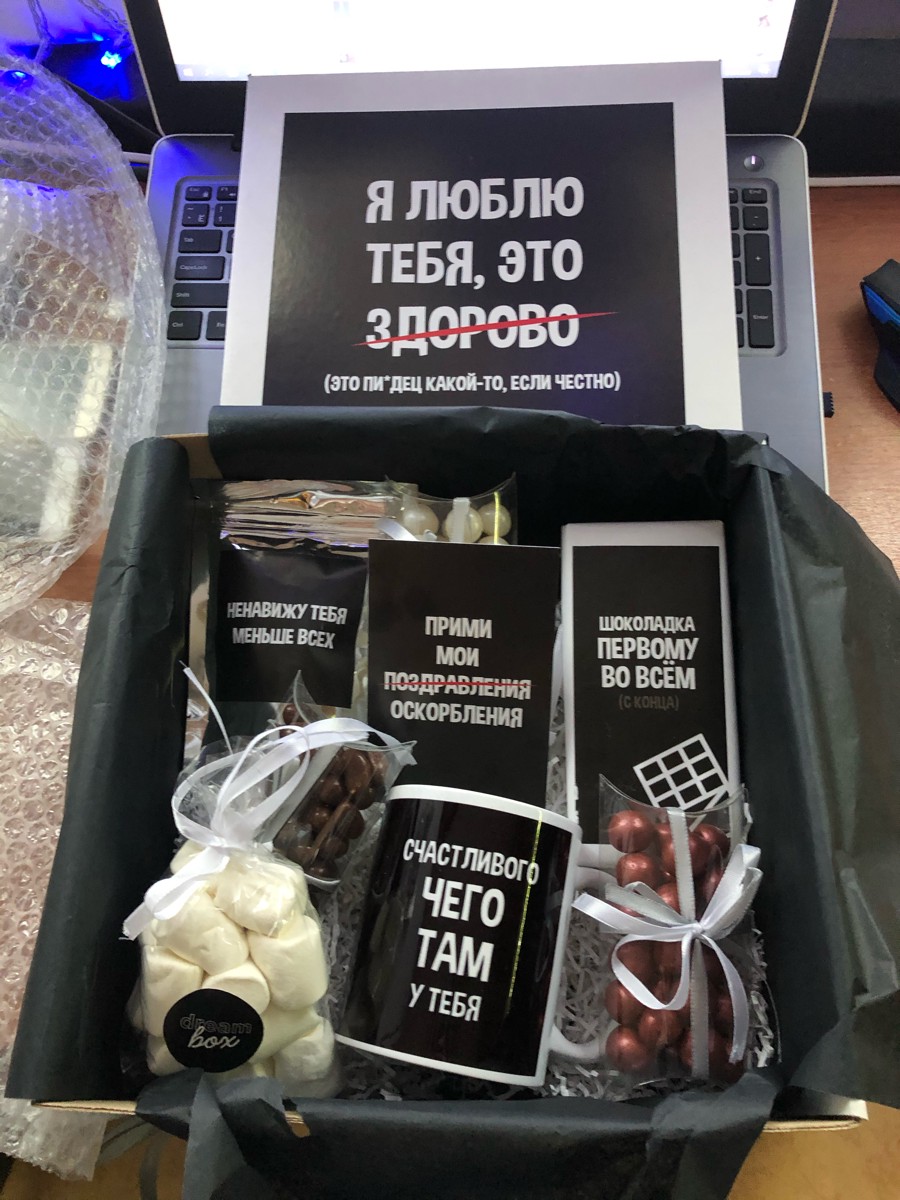 Я ЛЮБЛЮ
ТЕБЯ, ЭТО
ЗДОРОВО
(ЭТО ПИ*ДЕЦ КАКОЙ-ТО, ЕСЛИ ЧЕСТНО)
НЕНАВИЖУ ТЕБЯ
МЕНЬШЕ ВСЕХ
ПРИМИ
МОИ
ПОЗДРАВЛЕНИЯ
ОСКОРБЛЕНИЯ
ШОКОЛАДКА
ПЕРВОМУ
ВО ВСЁМ
(С КОНЦА)
СЧАСТЛИВОГО
ЧЕГО
ТАМ
У ТЕБЯ
dream
box